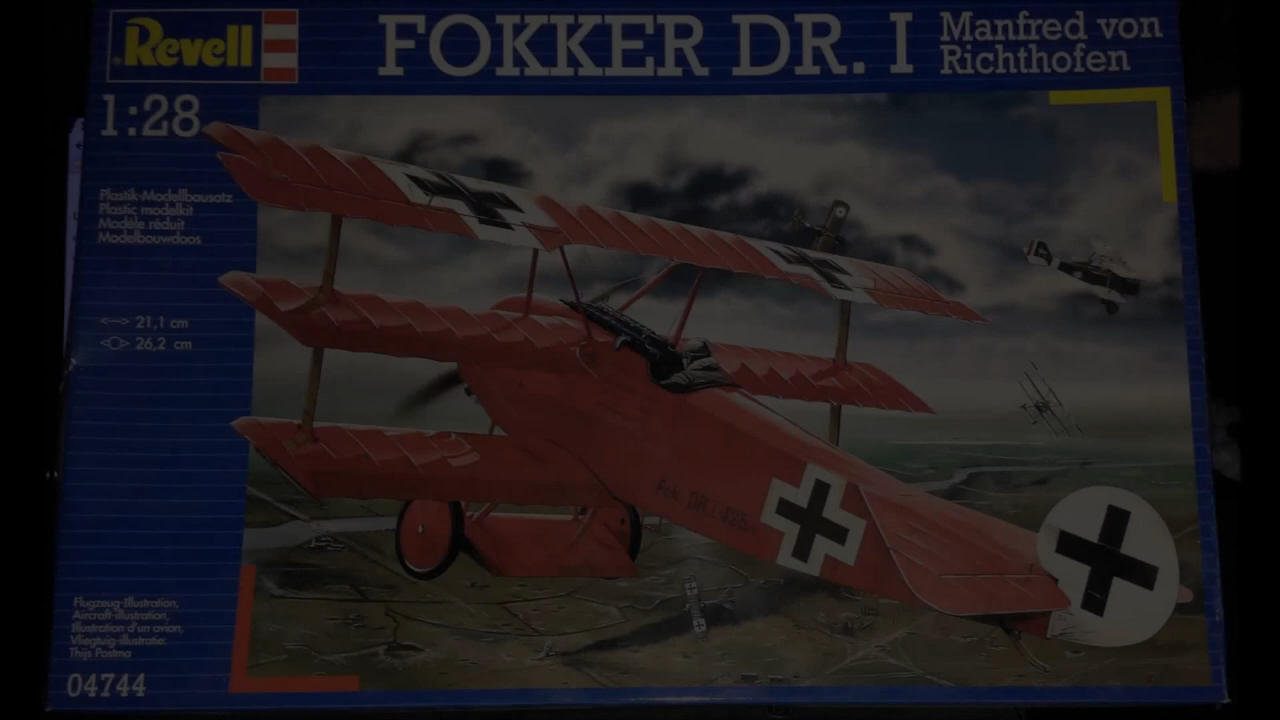 Revell
FOKKER DR. I
Manfred von
Richthofen
1:28
Plastik-Modellbausatz
Plastic modelkit
Modèle réduit
Modelbouwdoos
21,1 cm
26,2 cm
Flugzeug-Illustration,
Aircraft-illustration,
Illustration d'un avion,
Vliegtuig-illustratie:
Thijs Postma
04744